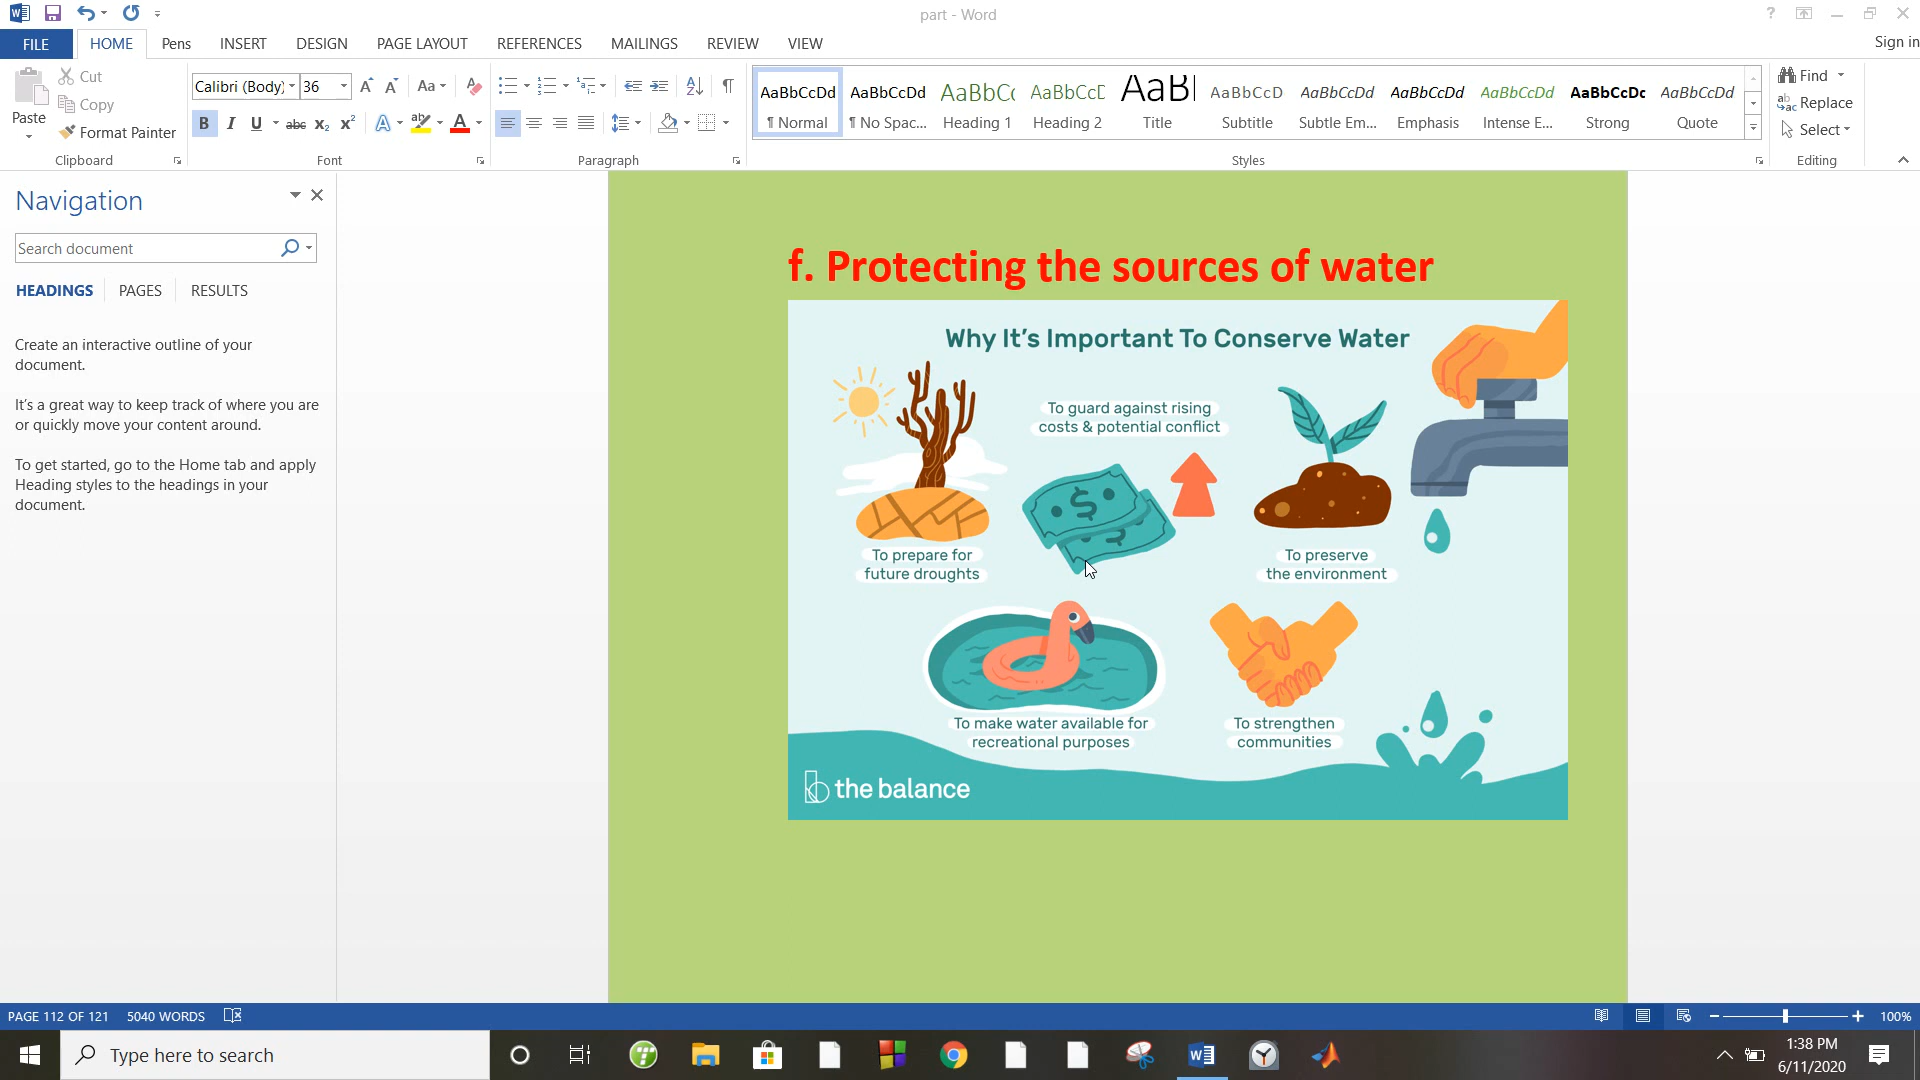 part - Word
FILE HOME Pens INSERT DESIGN PAGE LAYOUT REFERENCES MAILINGS REVIEW VIEW Sign in
Paste
Cut
Copy
Format Painter
Clipboard
Calibri (Body) 36
Font
Paragraph
AaBbCcDd AaBbCcDd AaBbCc AaBbCcD AaBl AaBbCcD AaBbCcDd AaBbCcDd AaBbCcDd AaBbCcDc AaBbCcDd
¶ Normal ¶ No Spac... Heading 1 Heading 2 Title Subtitle Subtle Em... Emphasis Intense E... Strong Quote
Styles
Find
Replace
Select
Editing
Navigation
Search document
HEADINGS PAGES RESULTS
Create an interactive outline of your
document.
It's a great way to keep track of where you are
or quickly move your content around.
To get started, go to the Home tab and apply
Heading styles to the headings in your
document.
f. Protecting the sources of water
Why It's Important To Conserve Water
To guard against rising
costs & potential conflict
To prepare for
future droughts
To preserve
the environment
To make water available for
recreational purposes
To strengthen
communities
the balance
PAGE 112 OF 121 5040 WORDS 100%
Type here to search
1:38 PM
6/11/2020